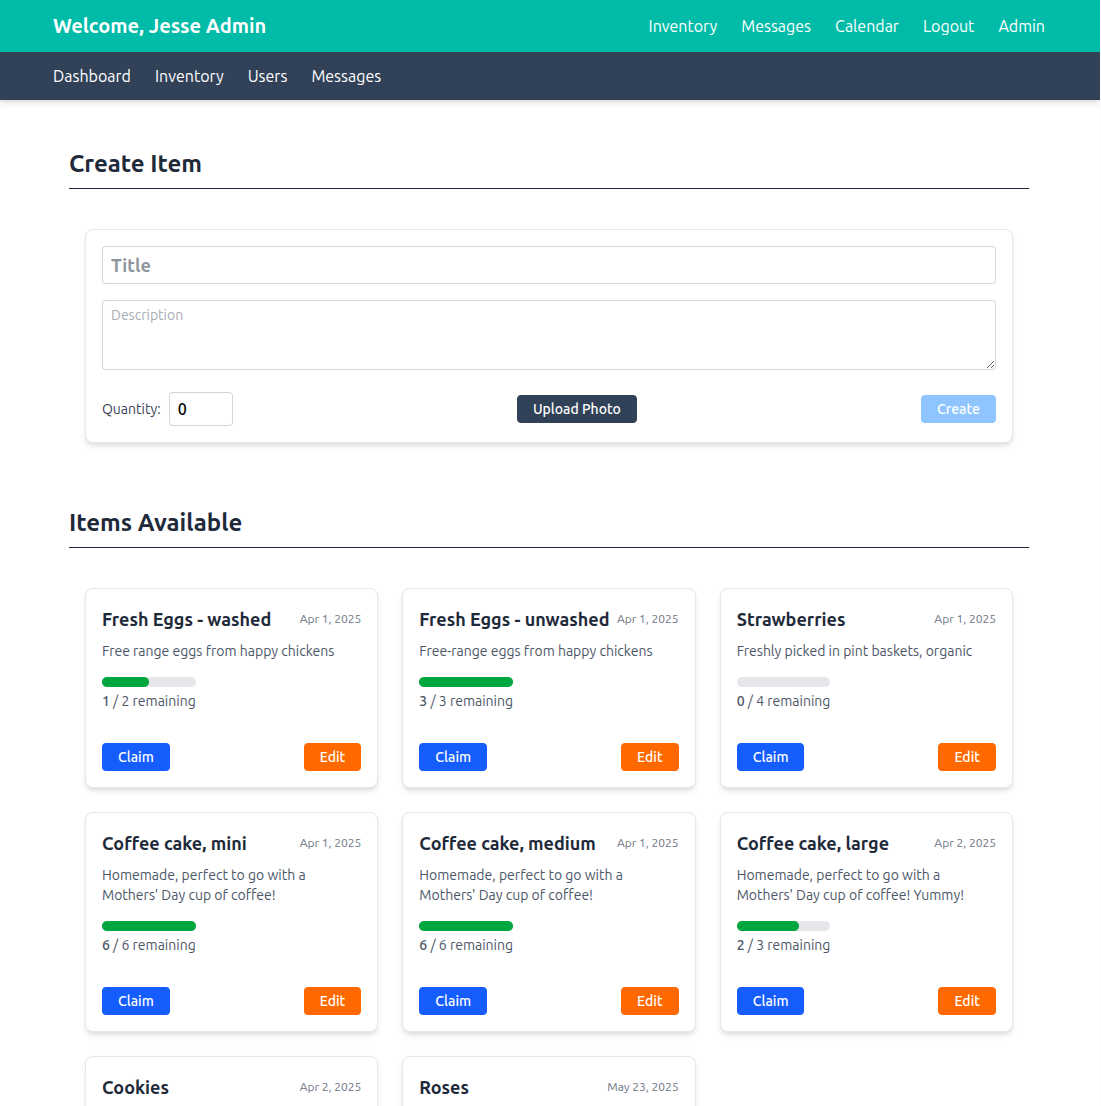 Welcome, Jesse Admin
Inventory Messages Calendar Logout Admin
Dashboard Inventory Users Messages
Create Item
Title
Description
Quantity: 0
Upload Photo
Create
Items Available
Fresh Eggs - washed Apr 1, 2025
Free range eggs from happy chickens
1 / 2 remaining
Claim Edit
Fresh Eggs - unwashed Apr 1, 2025
Free-range eggs from happy chickens
3 / 3 remaining
Claim Edit
Strawberries Apr 1, 2025
Freshly picked in pint baskets, organic
0 / 4 remaining
Claim Edit
Coffee cake, mini Apr 1, 2025
Homemade, perfect to go with a
Mothers' Day cup of coffee!
6 / 6 remaining
Claim Edit
Coffee cake, medium Apr 1, 2025
Homemade, perfect to go with a
Mothers' Day cup of coffee!
6 / 6 remaining
Claim Edit
Coffee cake, large Apr 2, 2025
Homemade, perfect to go with a
Mothers' Day cup of coffee! Yummy!
2 / 3 remaining
Claim Edit
Cookies Apr 2, 2025
Roses May 23, 2025